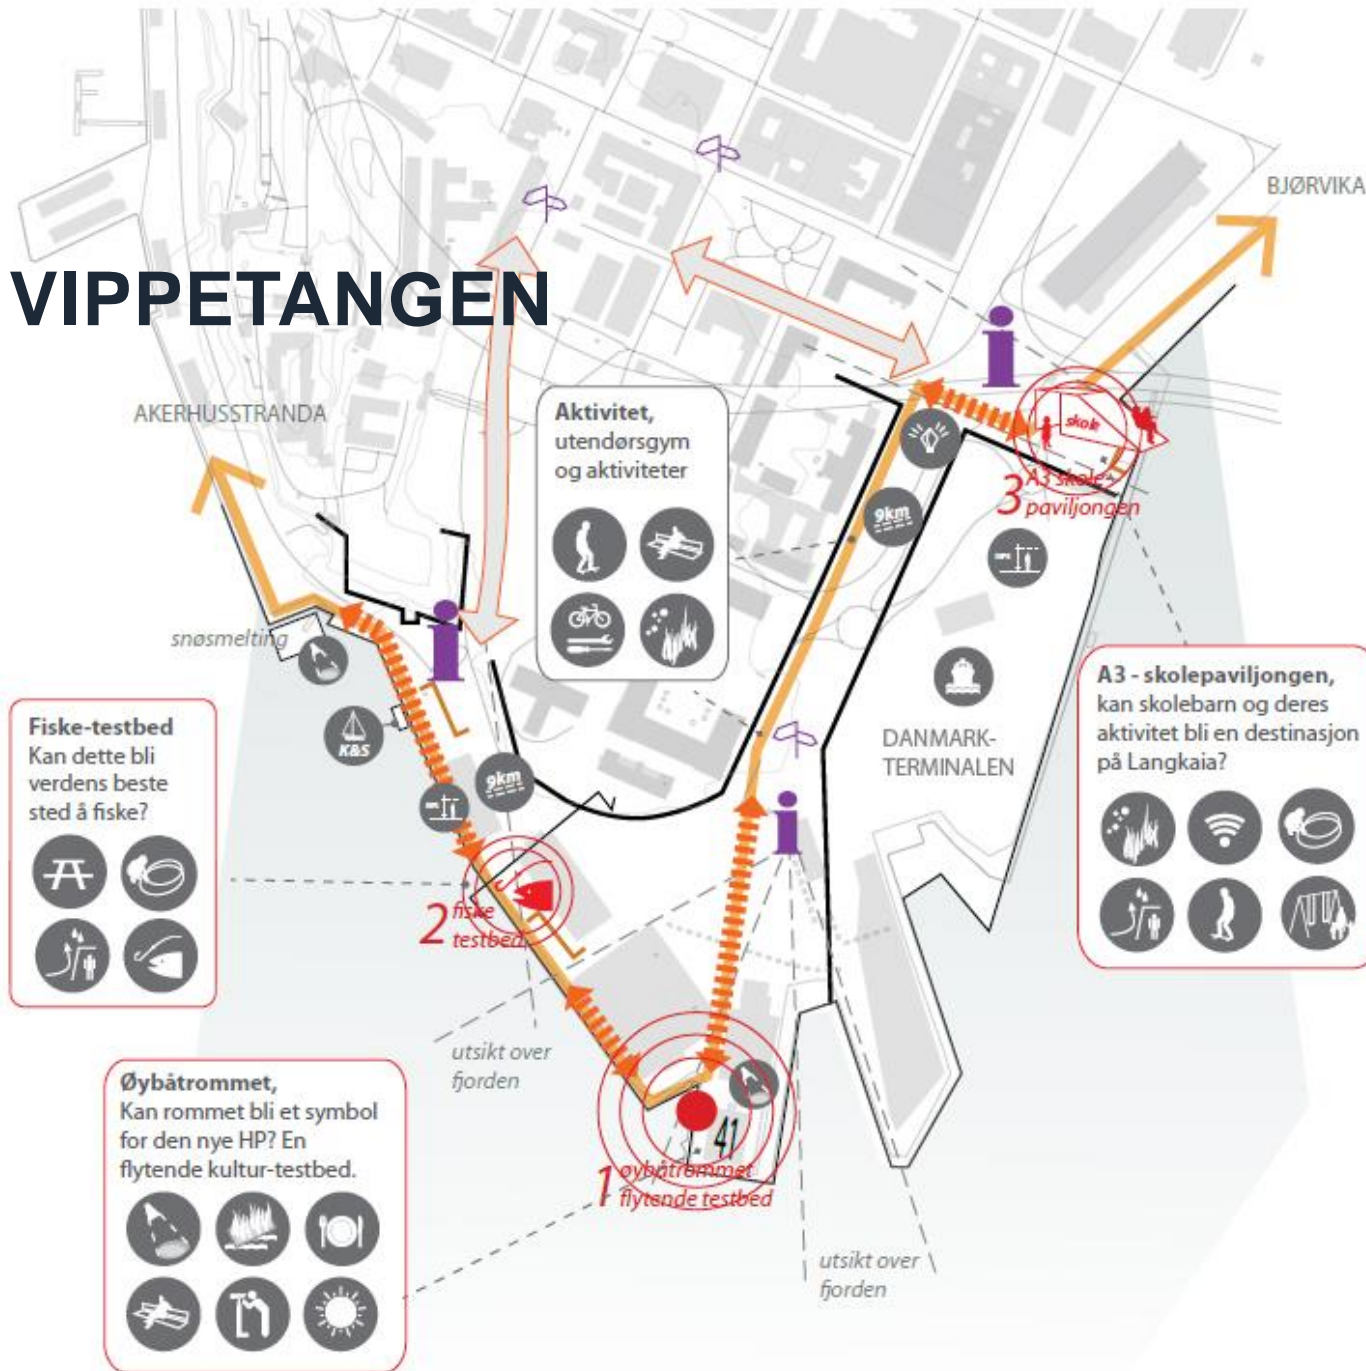 BJØRVIKA
VIPPETANGEN
AKERHUSSTRANDA
Aktivitet,
utendørsgym
og aktiviteter
skole
3 A3 skole-
paviljongen
9km
snøsmelting
K&S
9km
DANMARK-
TERMINALEN
A3 - skolepaviljongen,
kan skolebarn og deres
aktivitet bli en destinasjon
på Langkaia?
Fiske-testbed
Kan dette bli
verdens beste
sted å fiske?
2 fiske
testbed
utsikt over
fjorden
Øybåtrommet,
Kan rommet bli et symbol
for den nye HP? En
flytende kultur-testbed.
41
1 øybåtrommet
flytende testbed
utsikt over
fjorden